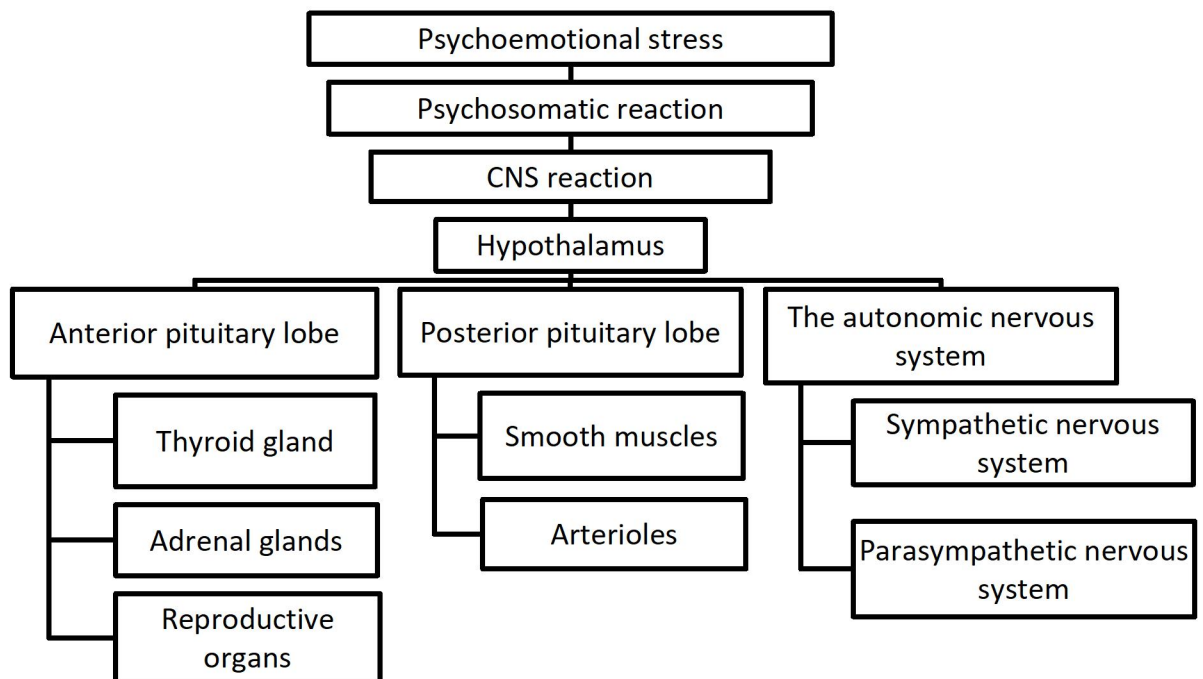 Psychoemotional stress
Psychosomatic reaction
CNS reaction
Hypothalamus
Anterior pituitary lobe
Thyroid gland
Adrenal glands
Reproductive
organs
Posterior pituitary lobe
Smooth muscles
Arterioles
The autonomic nervous
system
Sympathetic nervous
system
Parasympathetic nervous
system